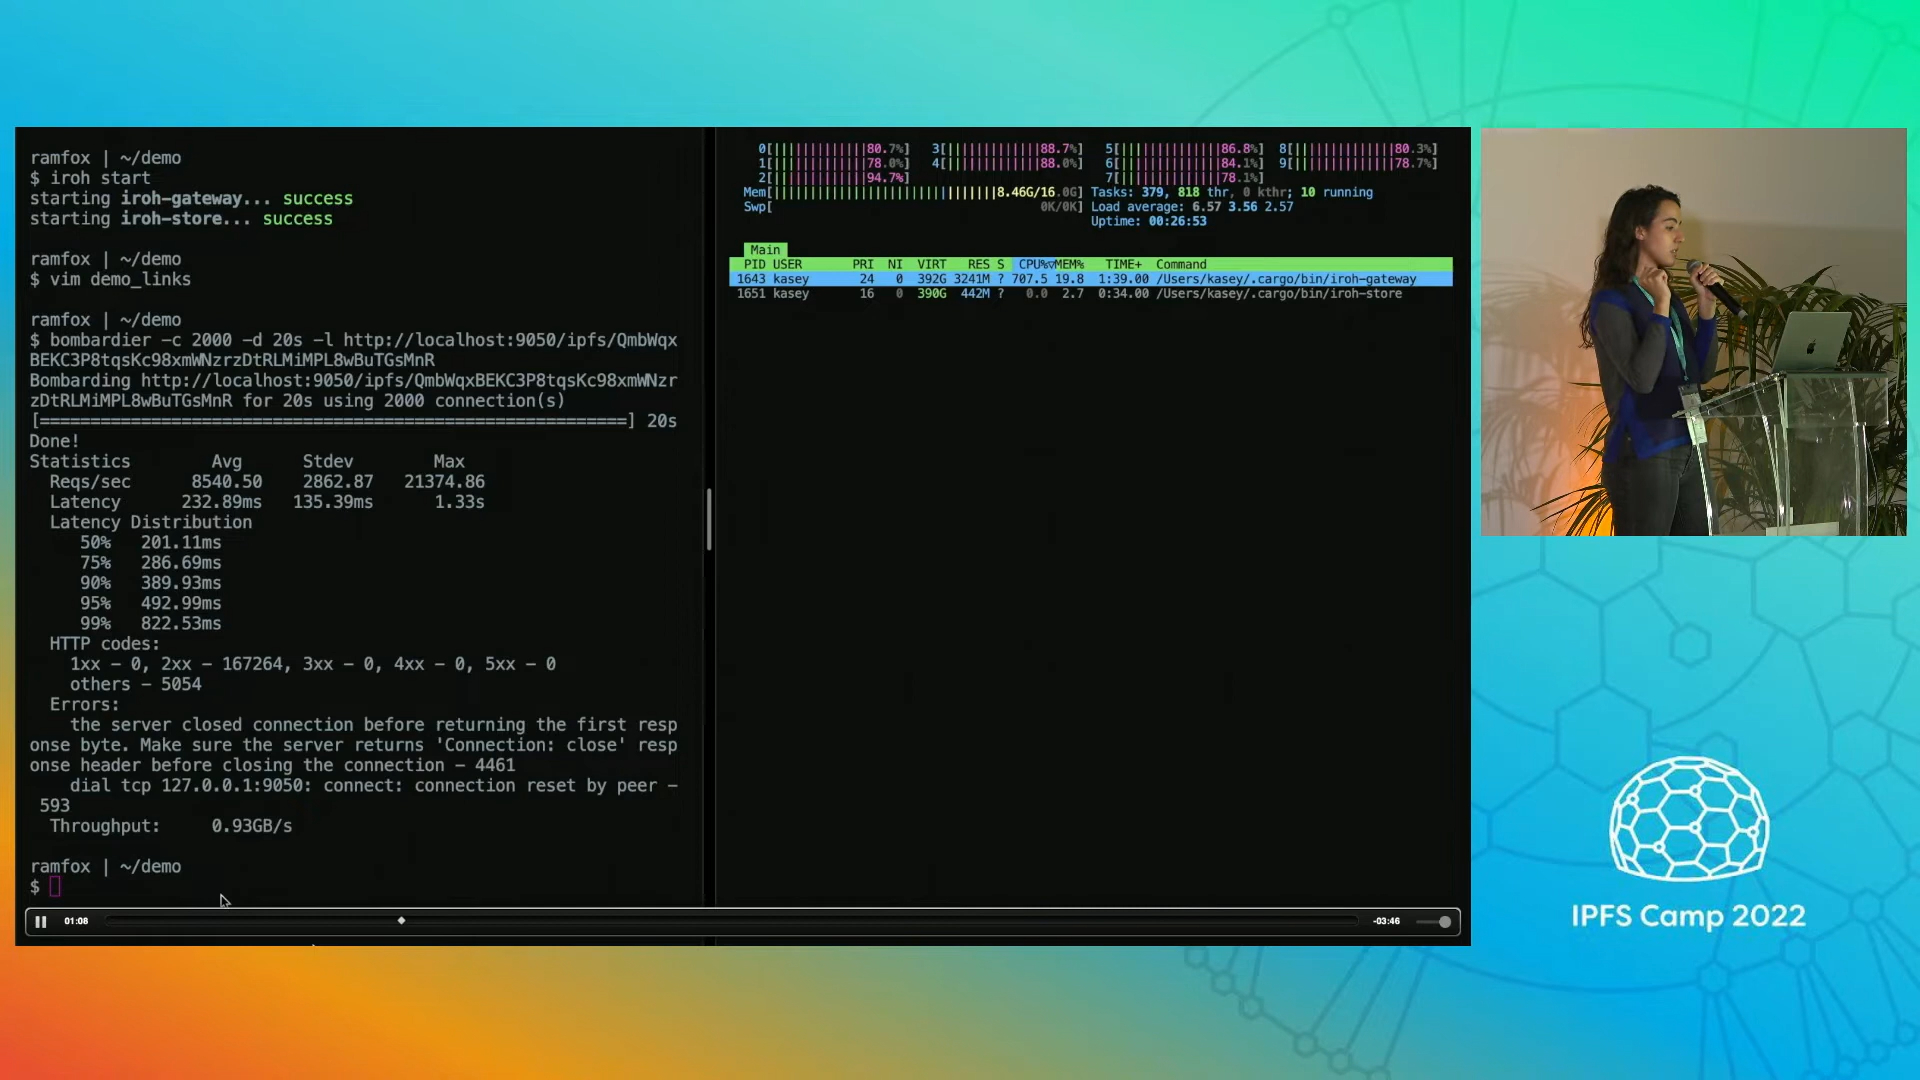 ramfox | ~/demo
$ iroh start
starting iroh-gateway... success
starting iroh-store... success
ramfox | ~/demo
$ vim demo_links
ramfox | ~/demo
$ bombardier -c 2000 -d 20s -l http://localhost:9050/ipfs/QmbWqx
BEKC3P8tqsKc98xmWNzrzDtRLMiMPL8wBuTGsMnR
Bombarding http://localhost:9050/ipfs/QmbWqxBEKC3P8tqsKc98xmWNzr
zDtRLMiMPL8wBuTGsMnR for 20s using 2000 connection(s)
[==========================================================] 20s
Done!
Statistics Avg Stdev Max
Reqs/sec 8540.50 2862.87 21374.86
Latency 232.89ms 135.39ms 1.33s
Latency Distribution
50% 201.11ms
75% 286.69ms
90% 389.93ms
95% 492.99ms
99% 822.53ms
HTTP codes:
1xx - 0, 2xx - 167264, 3xx - 0, 4xx - 0, 5xx - 0
others - 5054
Errors:
the server closed connection before returning the first resp
onse byte. Make sure the server returns 'Connection: close' resp
onse header before closing the connection - 4461
dial tcp 127.0.0.1:9050: connect: connection reset by peer -
593
Throughput: 0.93GB/s
ramfox | ~/demo
$
01:08
-03:46
0[||||||||||||80.7%] 3[||||||||||||88.7%] 5[||||||||||||86.8%] 8[||||||||||||80.3%]
1[||||||||||||78.0%] 4[||||||||||||88.0%] 6[||||||||||||84.1%] 9[||||||||||||78.7%]
2[||||||||||||94.7%] 7[||||||||||||78.1%]
Mem[||||||||||||||||||||||||||||||8.46G/16.0G] Tasks: 379, 818 thr, 0 kthr; 10 running
Swp[ 0K/0K] Load average: 6.57 3.56 2.57
Uptime: 00:26:53
Main
PID USER PRI NI VIRT RES S CPU%▽MEM% TIME+ Command
1643 kasey 24 0 392G 3241M ? 707.5 19.8 1:39.00 /Users/kasey/.cargo/bin/iroh-gateway
1651 kasey 16 0 390G 442M ? 0.0 2.7 0:34.00 /Users/kasey/.cargo/bin/iroh-store
IPFS Camp 2022